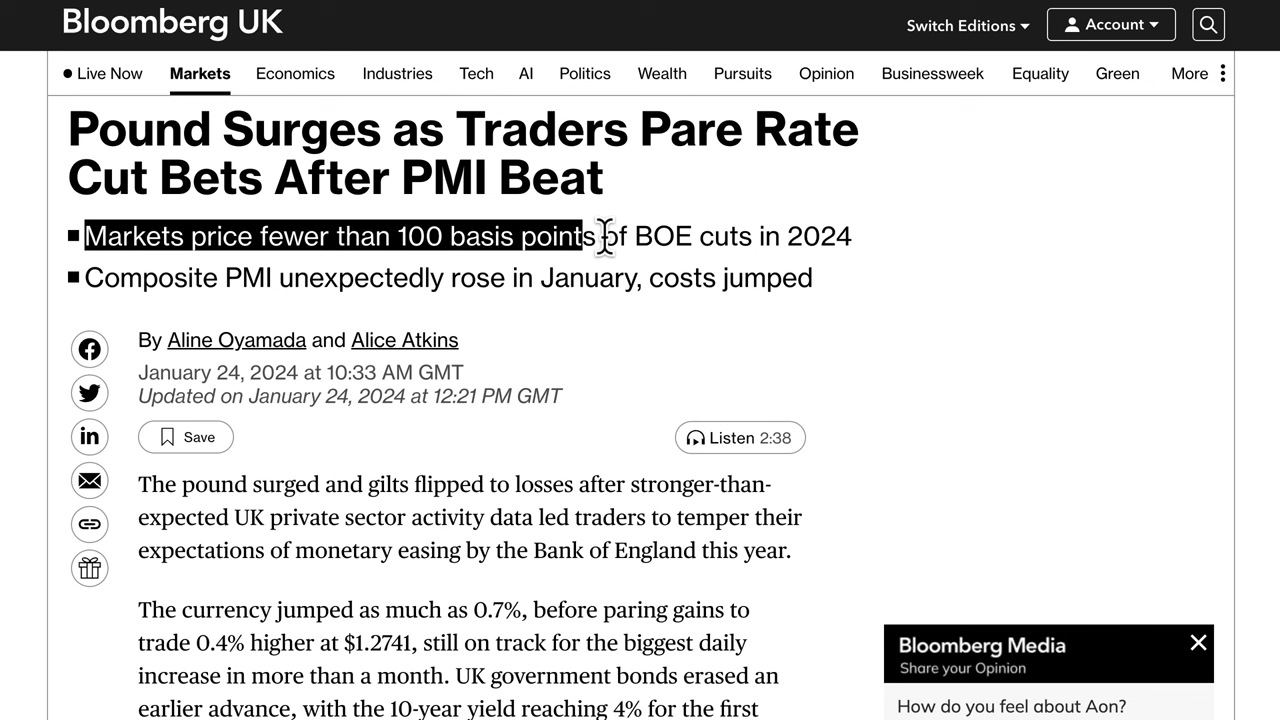 Bloomberg UK
Switch Editions
Account
Live Now Markets Economics Industries Tech AI Politics Wealth Pursuits Opinion Businessweek Equality Green More
Pound Surges as Traders Pare Rate
Cut Bets After PMI Beat
Markets price fewer than 100 basis points of BOE cuts in 2024
Composite PMI unexpectedly rose in January, costs jumped
By Aline Oyamada and Alice Atkins
January 24, 2024 at 10:33 AM GMT
Updated on January 24, 2024 at 12:21 PM GMT
Save
Listen 2:38
The pound surged and gilts flipped to losses after stronger-than-
expected UK private sector activity data led traders to temper their
expectations of monetary easing by the Bank of England this year.
The currency jumped as much as 0.7%, before paring gains to
trade 0.4% higher at $1.2741, still on track for the biggest daily
increase in more than a month. UK government bonds erased an
earlier advance, with the 10-year yield reaching 4% for the first
Bloomberg Media
Share your Opinion
How do you feel about Aon?